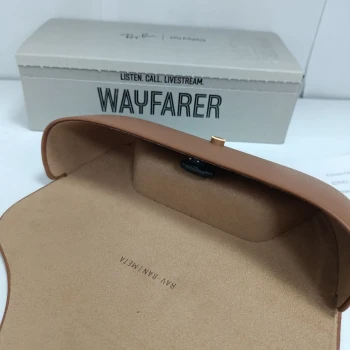 LISTEN. CALL. LIVESTREAM.
WAYFARER
RAY-BAN | META